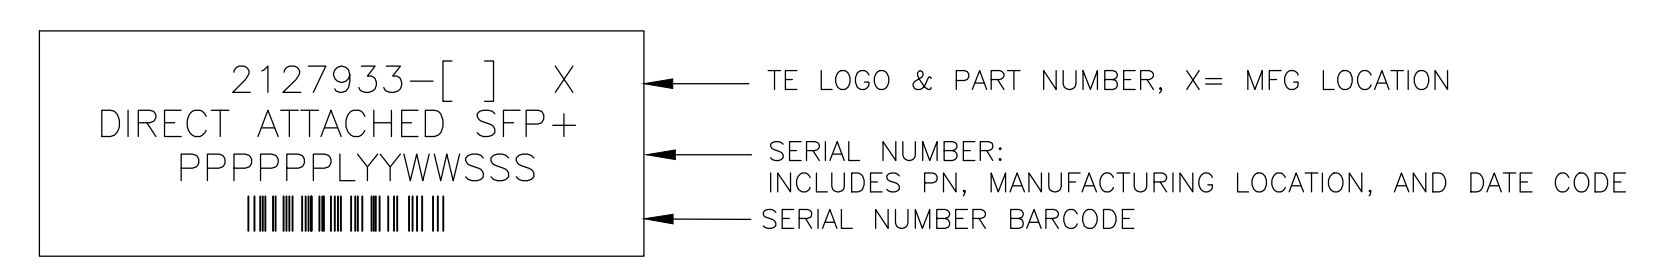 2127933-[ ] X
DIRECT ATTACHED SFP+
PPPPPPLYYWWSSS
TE LOGO & PART NUMBER, X= MFG LOCATION
SERIAL NUMBER:
INCLUDES PN, MANUFACTURING LOCATION, AND DATE CODE
SERIAL NUMBER BARCODE